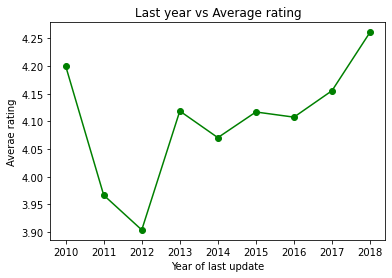 Last year vs Average rating
Averae rating
4.25
4.20
4.15
4.10
4.05
4.00
3.95
3.90
2010 2011 2012 2013 2014 2015 2016 2017 2018
Year of last update